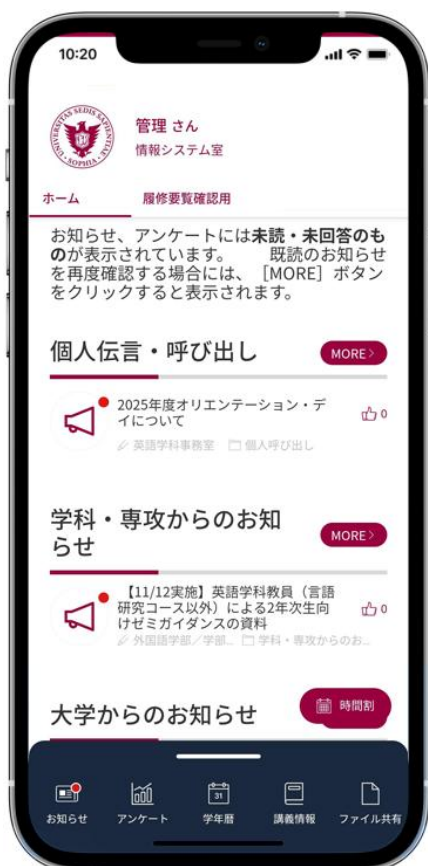 10:20
UNIVERSITAS SEDIS SAPIENTIAE
SOPHIA
管理 さん
情報システム室
ホーム
履修要覧確認用
お知らせ、アンケートには未読・未回答のも
のが表示されています。 既読のお知らせ
を再度確認する場合には、［MORE］ボタン
をクリックすると表示されます。
個人伝言・呼び出し
MORE >
2025年度オリエンテーション・デ
イについて
0
英語学科事務室
個人呼び出し
学科・専攻からのお知
らせ
MORE >
【11/12実施】英語学科教員（言語
研究コース以外）による2年次生向
けゼミガイダンスの資料
0
外国語学部／学部...
学科・専攻からのお...
大学からのお知らせ
時間割
お知らせ
アンケート
31
学年暦
講義情報
ファイル共有